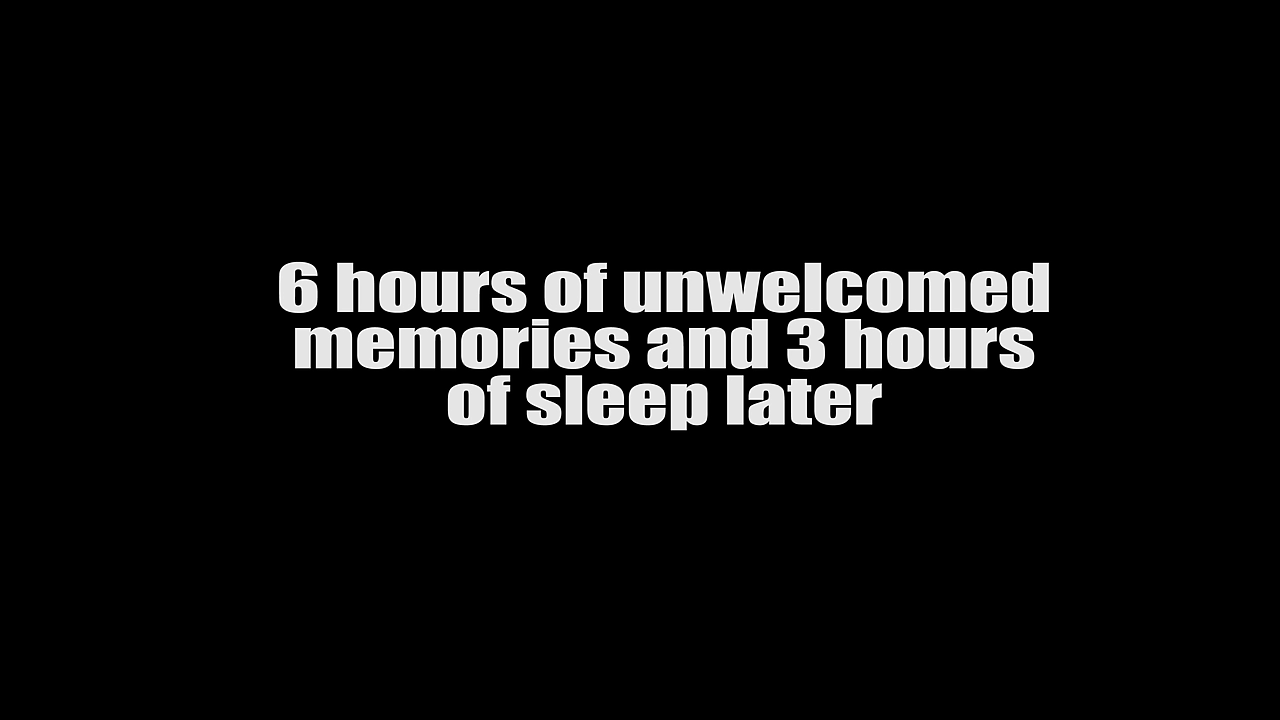 6 hours of unwelcomed
memories and 3 hours
of sleep later